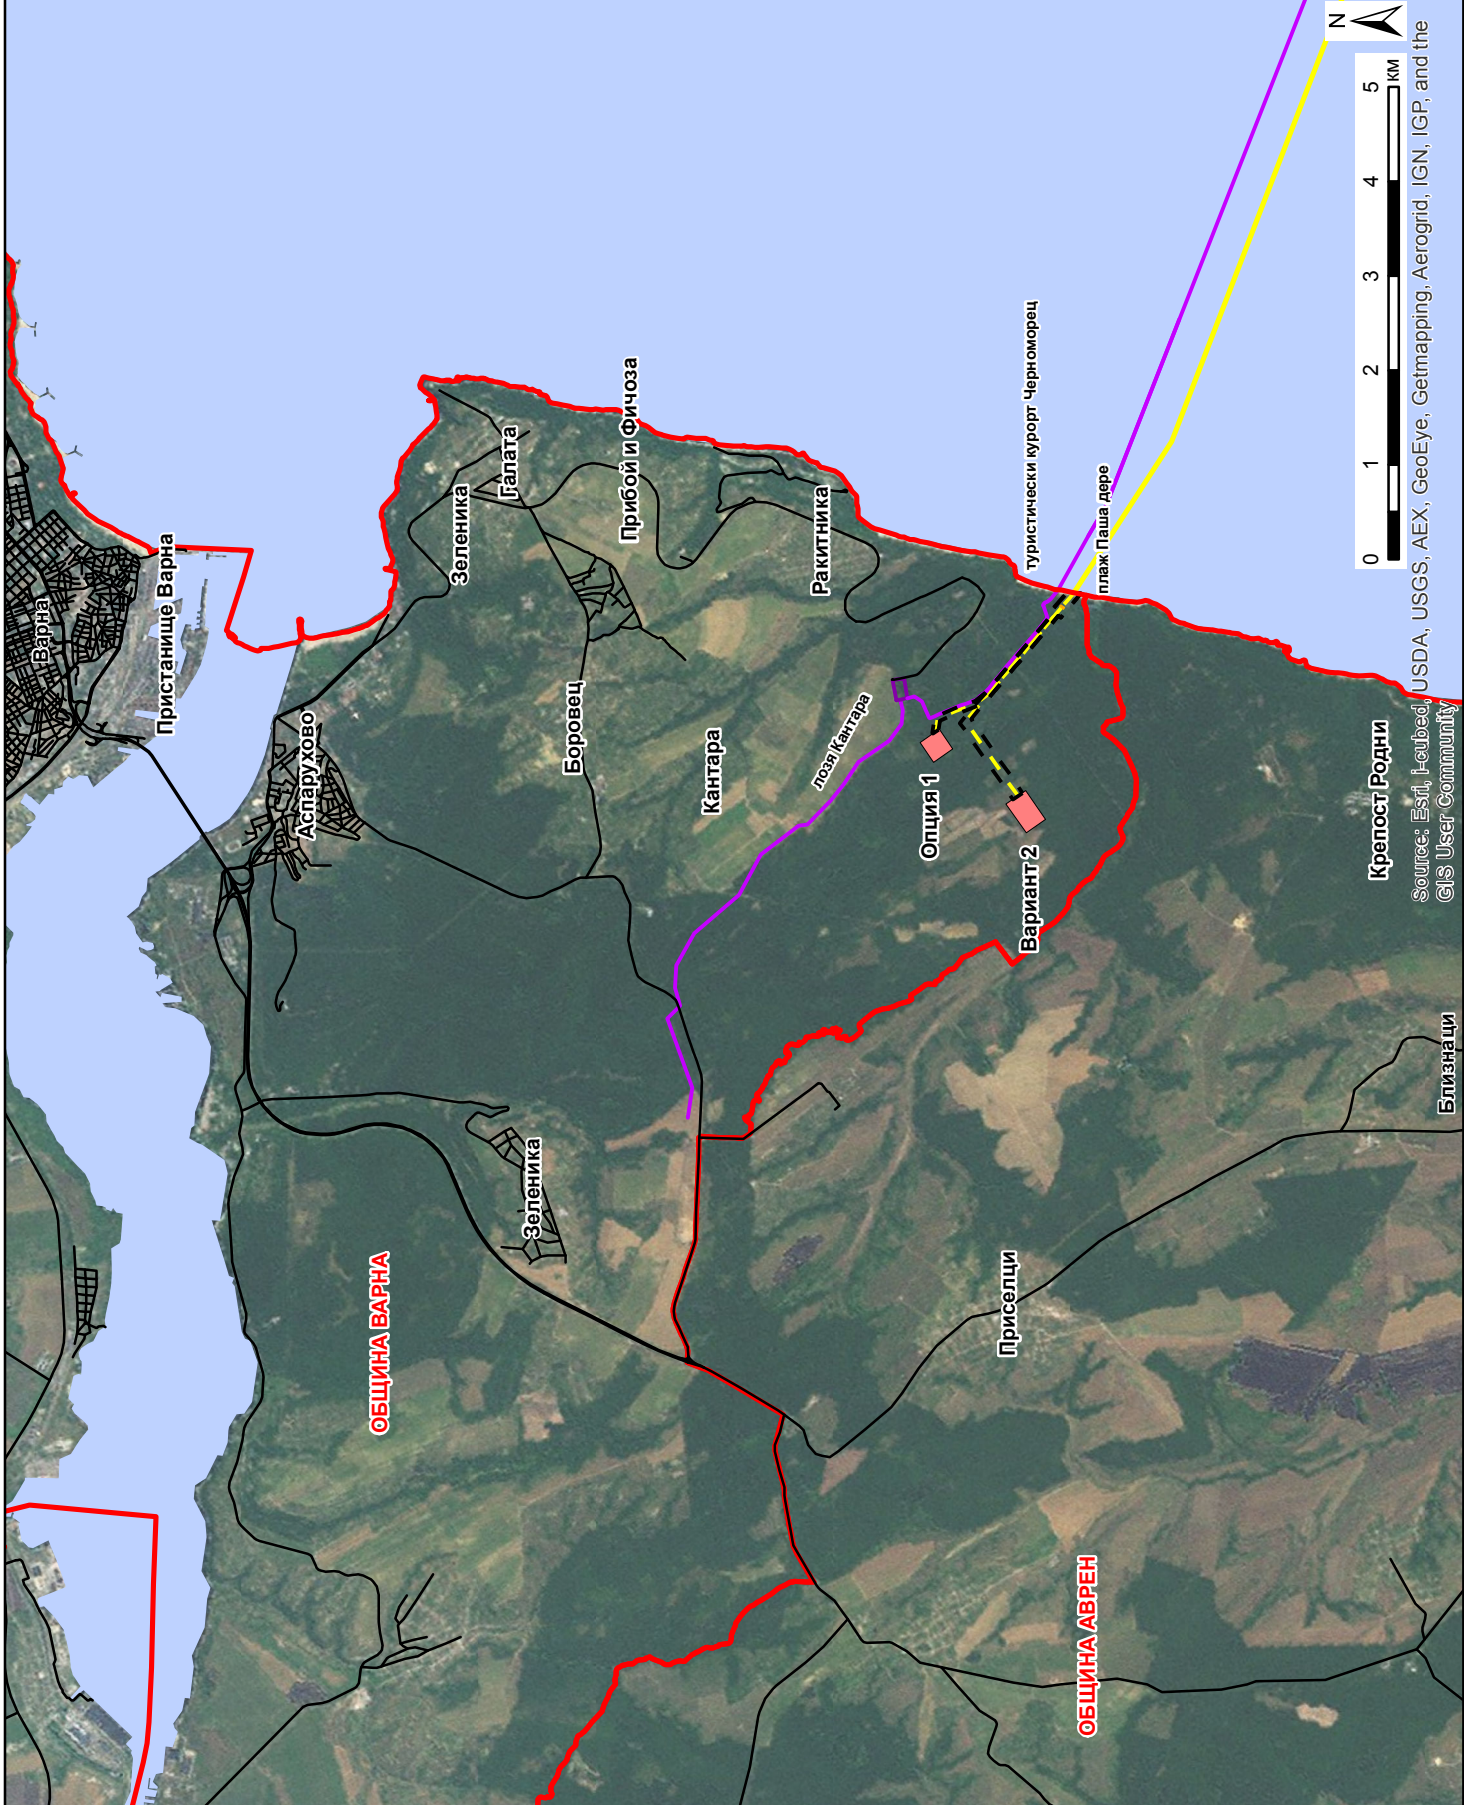 Варна
Пристанище Варна
Аспарухово
Зеленика
Галата
Прибой и Фичоза
Боровец
Ракитника
Кантара
лозя Кантара
туристически курорт Черноморец
плаж Паша дере
Опция 1
Вариант 2
Зеленика
ОБЩИНА ВАРНА
Приселци
ОБЩИНА АВРЕН
Крепост Родни
Близнаци
N
0 1 2 3 4 5
км
Source: Esri, i-cubed, USDA, USGS, AEX, GeoEye, Getmapping, Aerogrid, IGN, IGP, and the
GIS User Community